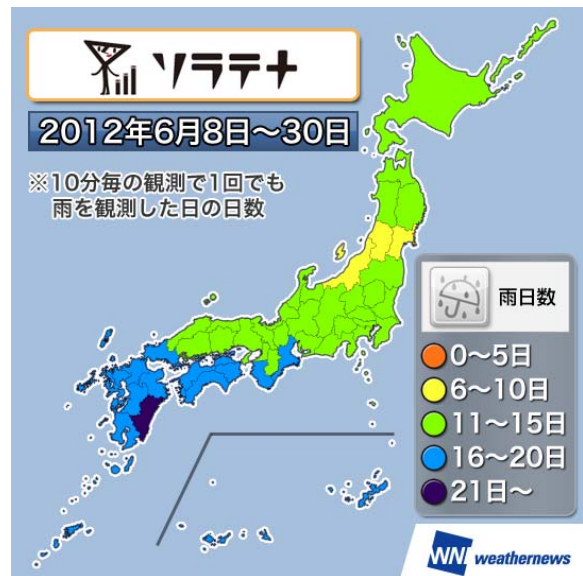 ソラテナ
2012年6月8日～30日
※10分毎の観測で1回でも
雨を観測した日の日数
雨日数
0～5日
6～10日
11～15日
16～20日
21日～
WNI weathernews